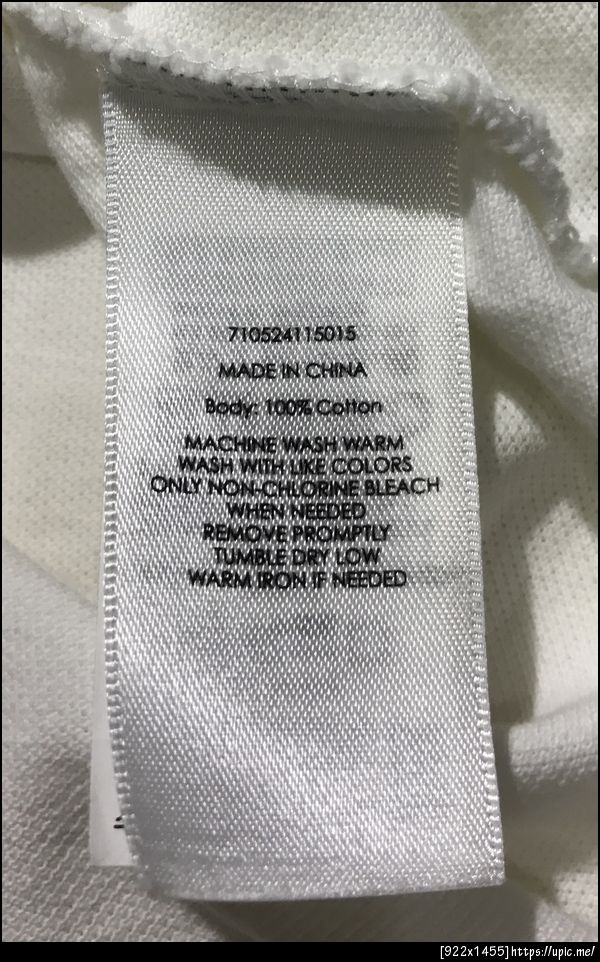 710524115015
MADE IN CHINA
Body: 100% Cotton
MACHINE WASH WARM
WASH WITH LIKE COLORS
ONLY NON-CHLORINE BLEACH
WHEN NEEDED
REMOVE PROMPTLY
TUMBLE DRY LOW
WARM IRON IF NEEDED
[922x1455]https://upic.me/